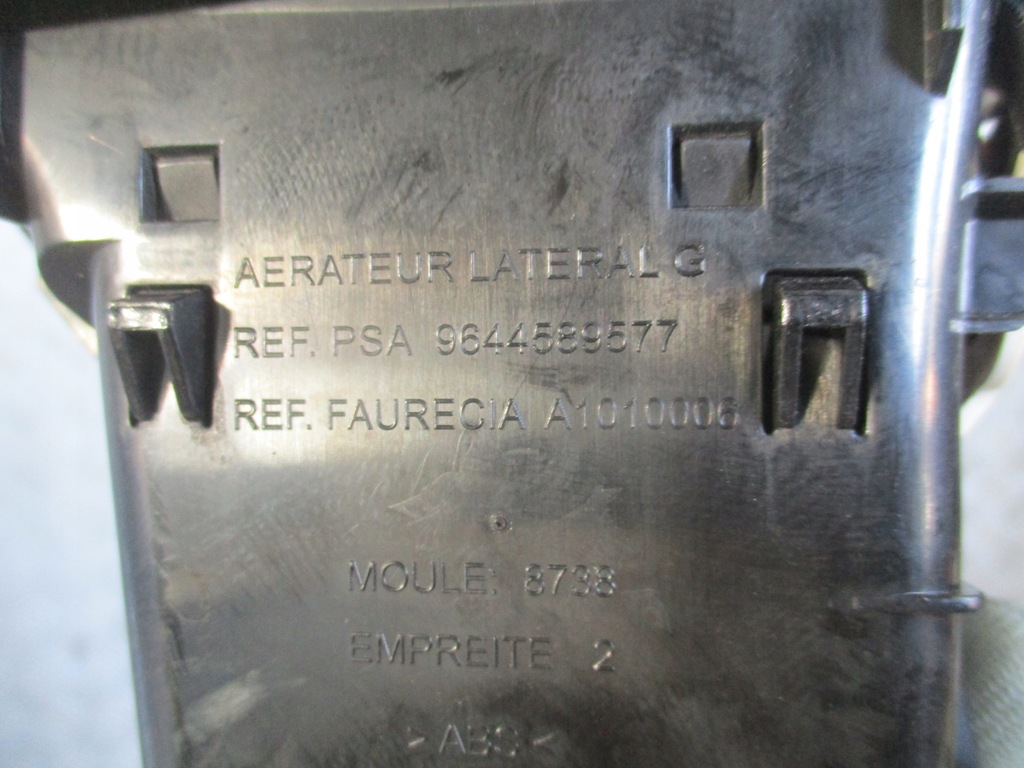 AERATEUR LATERAL G
REF. PSA 9644589577
REF. FAURECIA A1010006
MOULE: 8738
EMPREITE 2
> ABS <